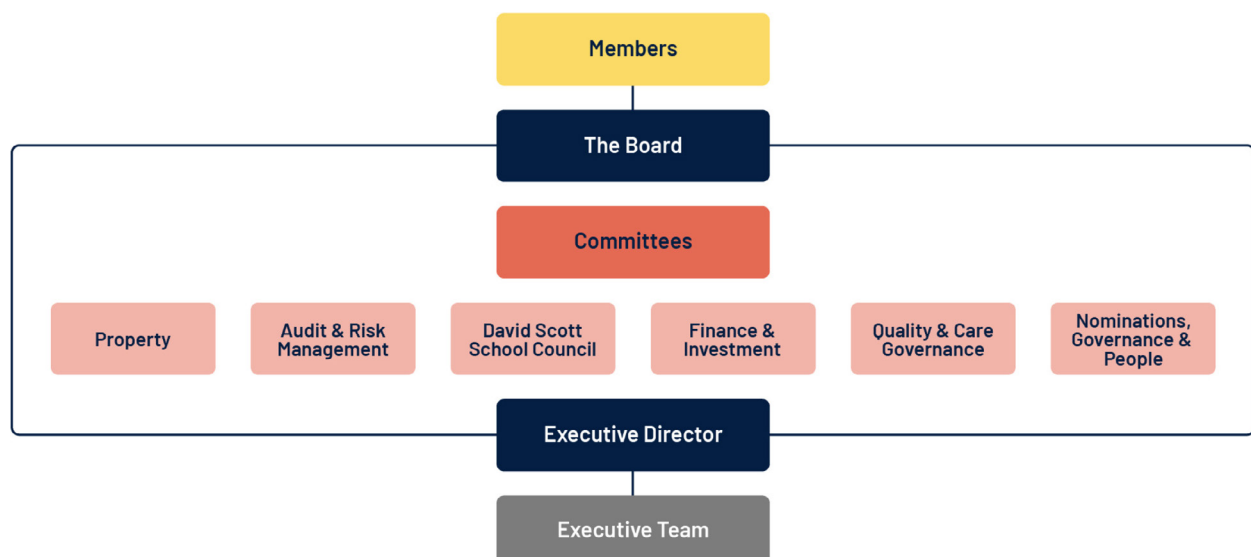 Members
The Board
Committees
Property
Audit & Risk
Management
David Scott
School Council
Finance &
Investment
Quality & Care
Governance
Nominations,
Governance &
People
Executive Director
Executive Team